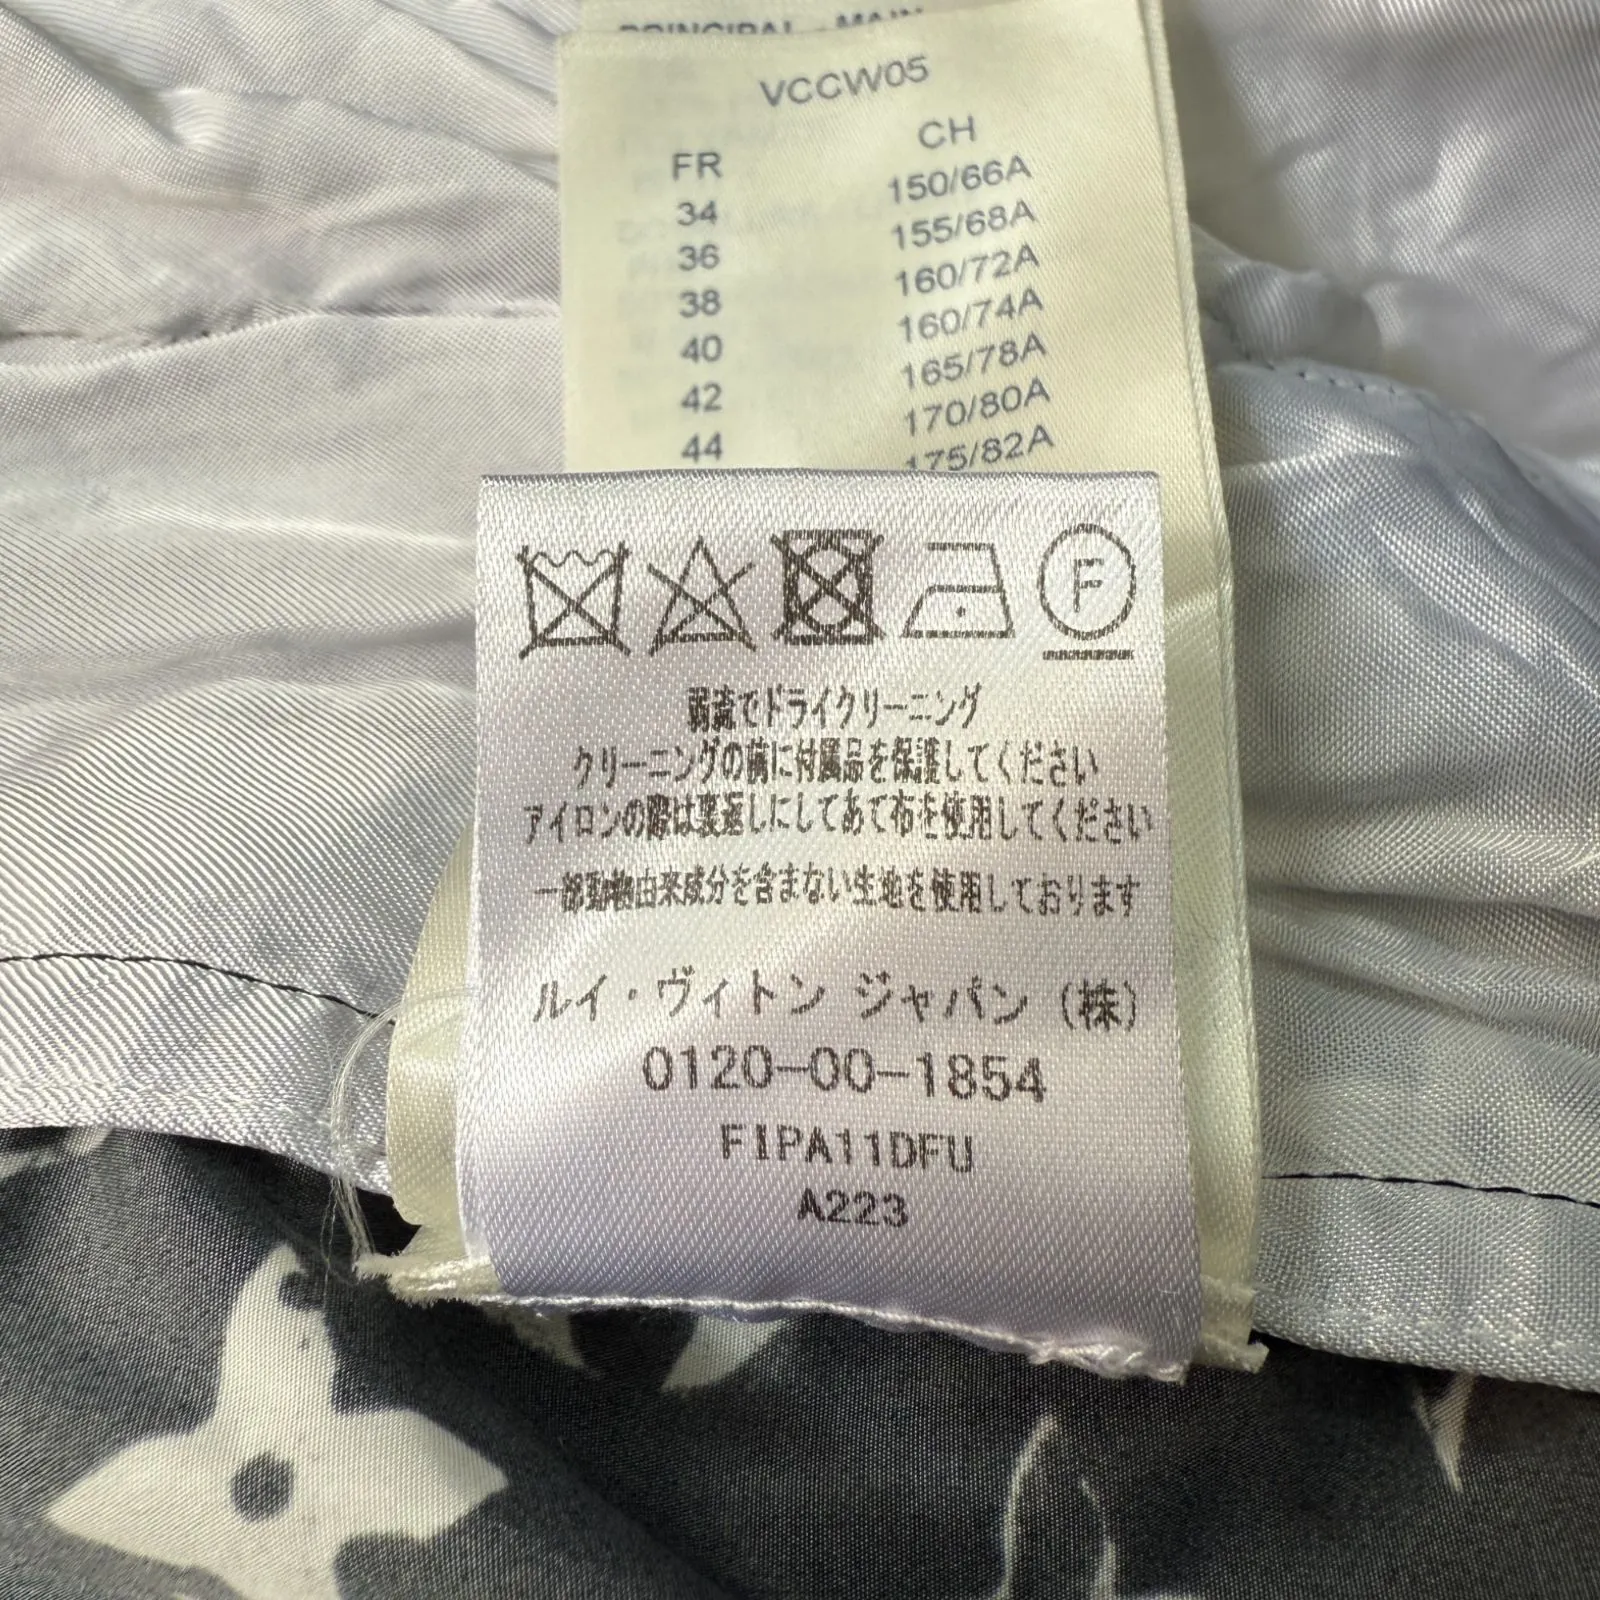 PRINCIPAL - MAIN
VCCW05
FR CH
34 150/66A
36 155/68A
38 160/72A
40 160/74A
42 165/78A
44 170/80A
175/82A
F
弱流でドライクリーニング
クリーニングの前に付属品を保護してください
アイロンの際は裏返しにしてあて布を使用してください
一部動物由来成分を含まない生地を使用しております
ルイ・ヴィトン ジャパン (株)
0120-00-1854
FIPA11DFU
A223